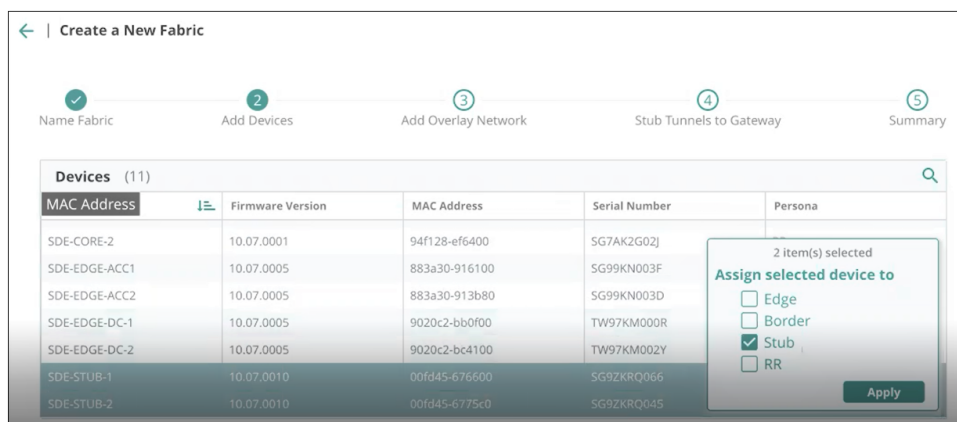 ← | Create a New Fabric
2 3 4 5
Name Fabric Add Devices Add Overlay Network Stub Tunnels to Gateway Summary
Devices (11)
MAC Address Firmware Version MAC Address Serial Number Persona
SDE-CORE-2 10.07.0001 94f128-ef6400 SG7AK2G02J
SDE-EDGE-ACC1 10.07.0005 883a30-916100 SG99KN003F
SDE-EDGE-ACC2 10.07.0005 883a30-913b80 SG99KN003D
SDE-EDGE-DC-1 10.07.0005 9020c2-bb0f00 TW97KM000R
SDE-EDGE-DC-2 10.07.0005 9020c2-bc4100 TW97KM002Y
SDE-STUB-1 10.07.0010 00fd45-676600 SG9ZKRQ066
SDE-STUB-2 10.07.0010 00fd45-6775c0 SG9ZKRQ045
2 item(s) selected
Assign selected device to
Edge
Border
Stub
RR
Apply